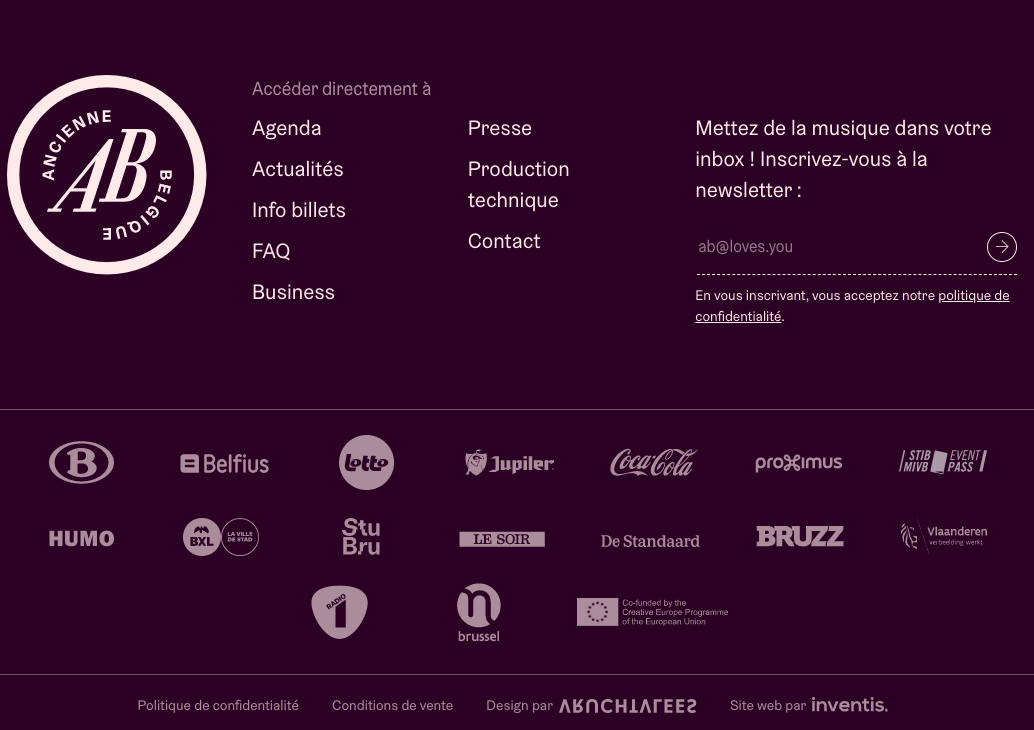 ANCIENNE
AB
BELGIQUE
Accéder directement à
Agenda
Actualités
Info billets
FAQ
Business
Presse
Production
technique
Contact
Mettez de la musique dans votre
inbox ! Inscrivez-vous à la
newsletter :
ab@loves.you
En vous inscrivant, vous acceptez notre politique de
confidentialité.
B
Belfius
lotto
Jupiler
Coca-Cola
proximus
STIB
MIVB
EVENT
PASS
HUMO
BXL
LA VILLE
DE STAD
Stu
Bru
LE SOIR
De Standaard
BRUZZ
Vlaanderen
verbeelding werkt
RADIO
1
n
brussel
Co-funded by the
Creative Europe Programme
of the European Union
Politique de confidentialité
Conditions de vente
Design par VRUCHTVLEES
Site web par inventis.